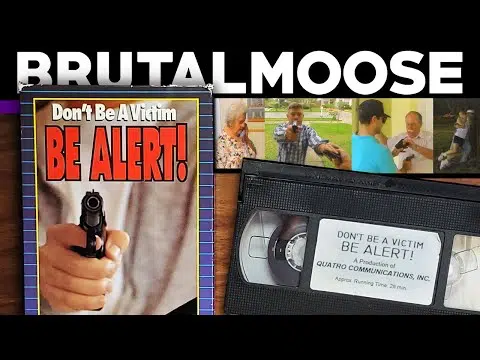 BRUTALMOOSE
Don't Be A Victim
BE ALERT!
DON'T BE A VICTIM
BE ALERT!
A Production of
QUATRO COMMUNICATIONS, INC.
Approx. Running Time: 28 min.